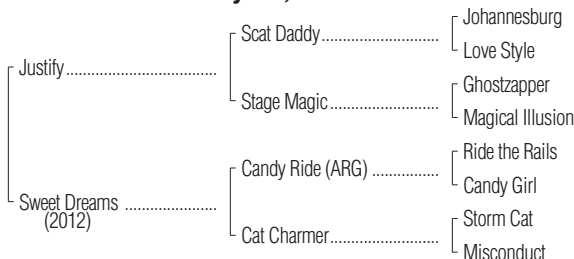 Johannesburg
Scat Daddy
Love Style
Justify
Ghostzapper
Stage Magic
Magical Illusion
Ride the Rails
Candy Ride (ARG)
Candy Girl
Sweet Dreams
(2012)
Storm Cat
Cat Charmer
Misconduct